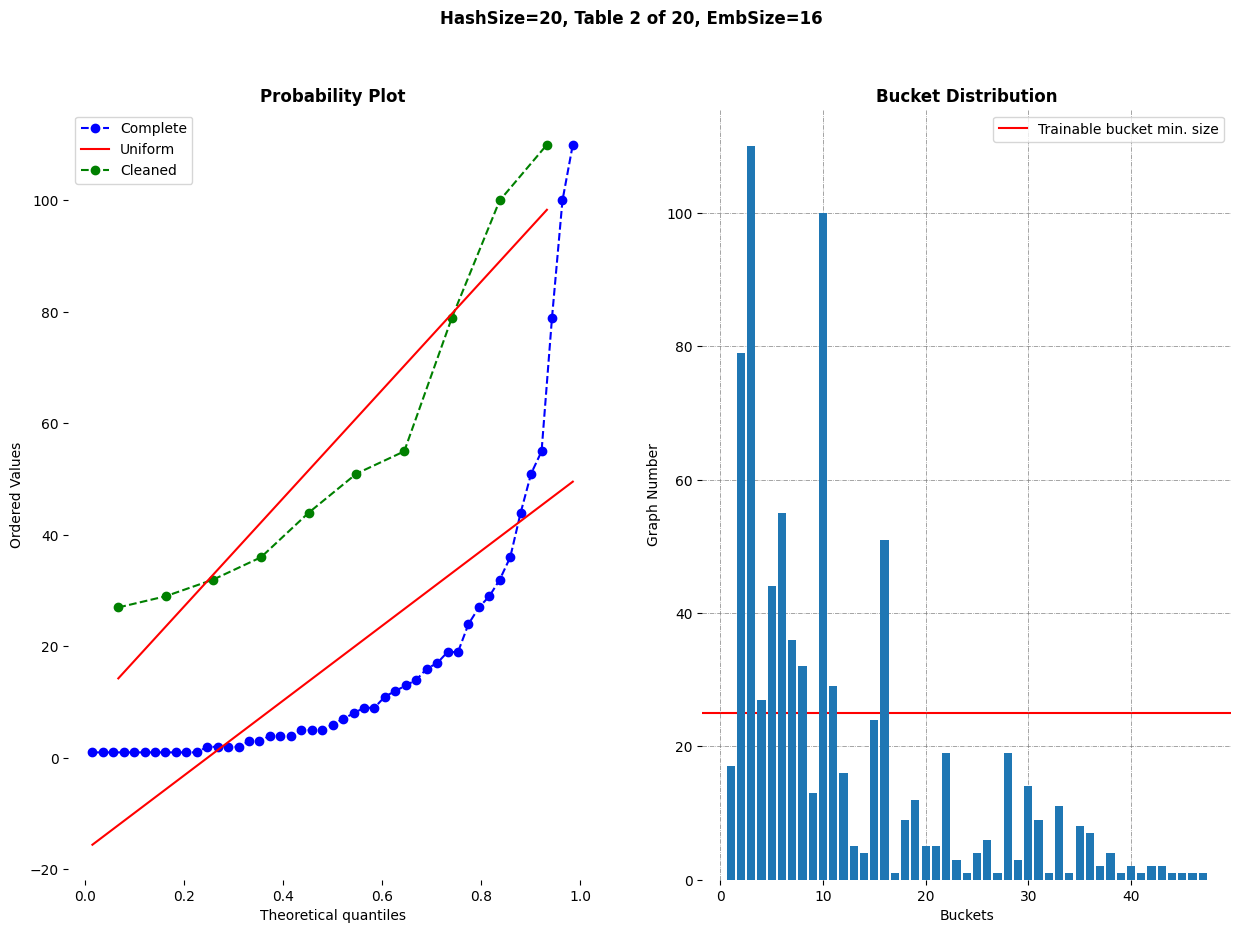 HashSize=20, Table 2 of 20, EmbSize=16
Probability Plot
Complete
Uniform
Cleaned
Ordered Values
100
80
60
40
20
0
−20
0.0 0.2 0.4 0.6 0.8 1.0
Theoretical quantiles
Bucket Distribution
Trainable bucket min. size
Graph Number
100
80
60
40
20
0
0 10 20 30 40
Buckets